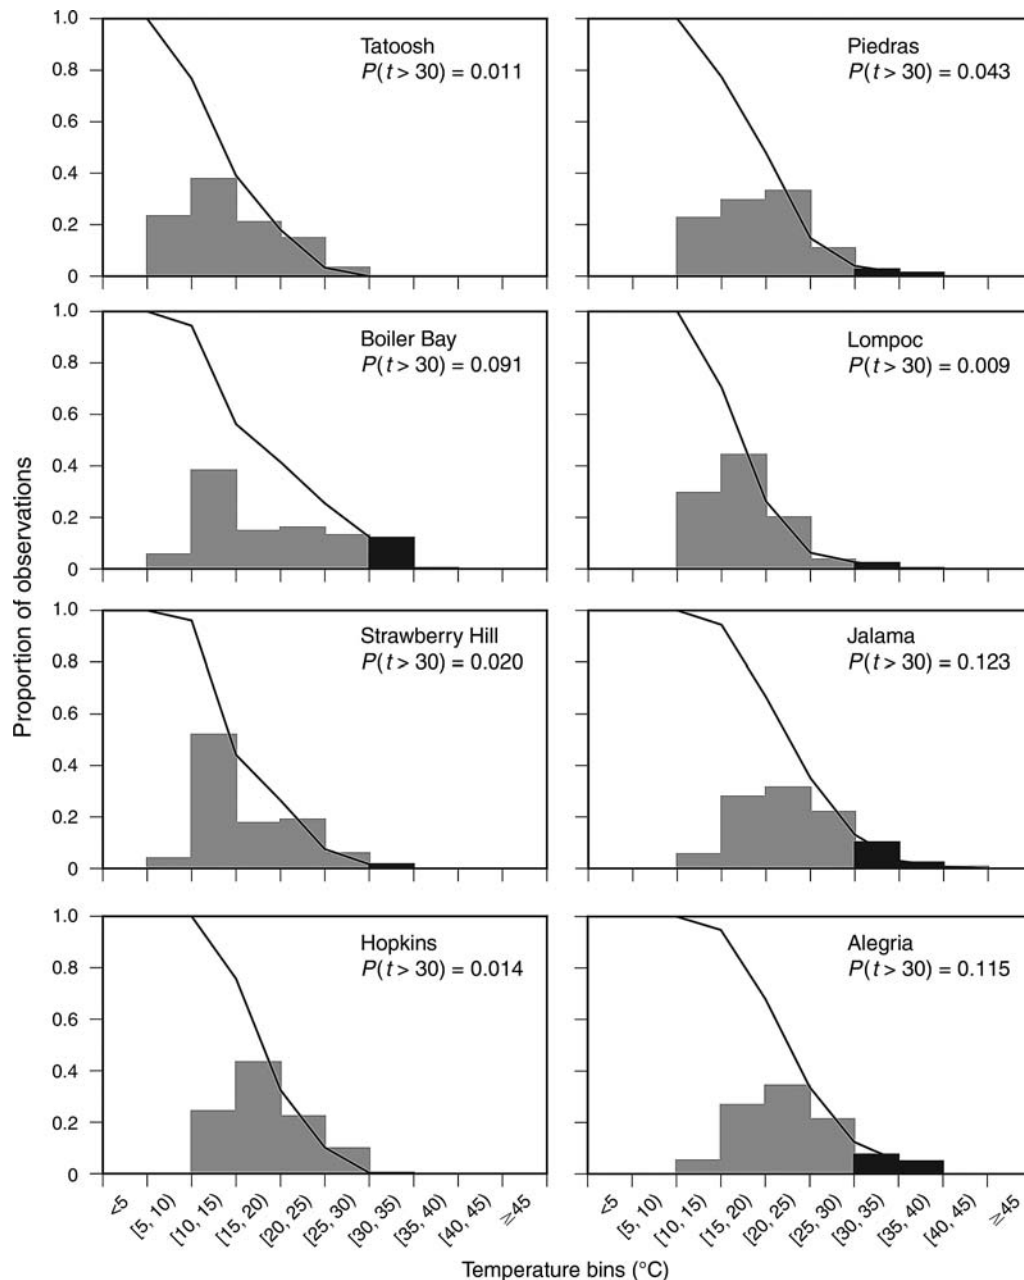 1.0
0.8
0.6
0.4
0.2
0
Tatoosh
P(t > 30) = 0.011
Piedras
P(t > 30) = 0.043
1.0
0.8
0.6
0.4
0.2
0
Boiler Bay
P(t > 30) = 0.091
Lompoc
P(t > 30) = 0.009
1.0
0.8
0.6
0.4
0.2
0
Strawberry Hill
P(t > 30) = 0.020
Jalama
P(t > 30) = 0.123
1.0
0.8
0.6
0.4
0.2
0
Hopkins
P(t > 30) = 0.014
Alegria
P(t > 30) = 0.115
Proportion of observations
<5
[5, 10)
[10, 15)
[15, 20)
[20, 25)
[25, 30)
[30, 35)
[35, 40)
[40, 45)
≥45
<5
[5, 10)
[10, 15)
[15, 20)
[20, 25)
[25, 30)
[30, 35)
[35, 40)
[40, 45)
≥45
Temperature bins (°C)